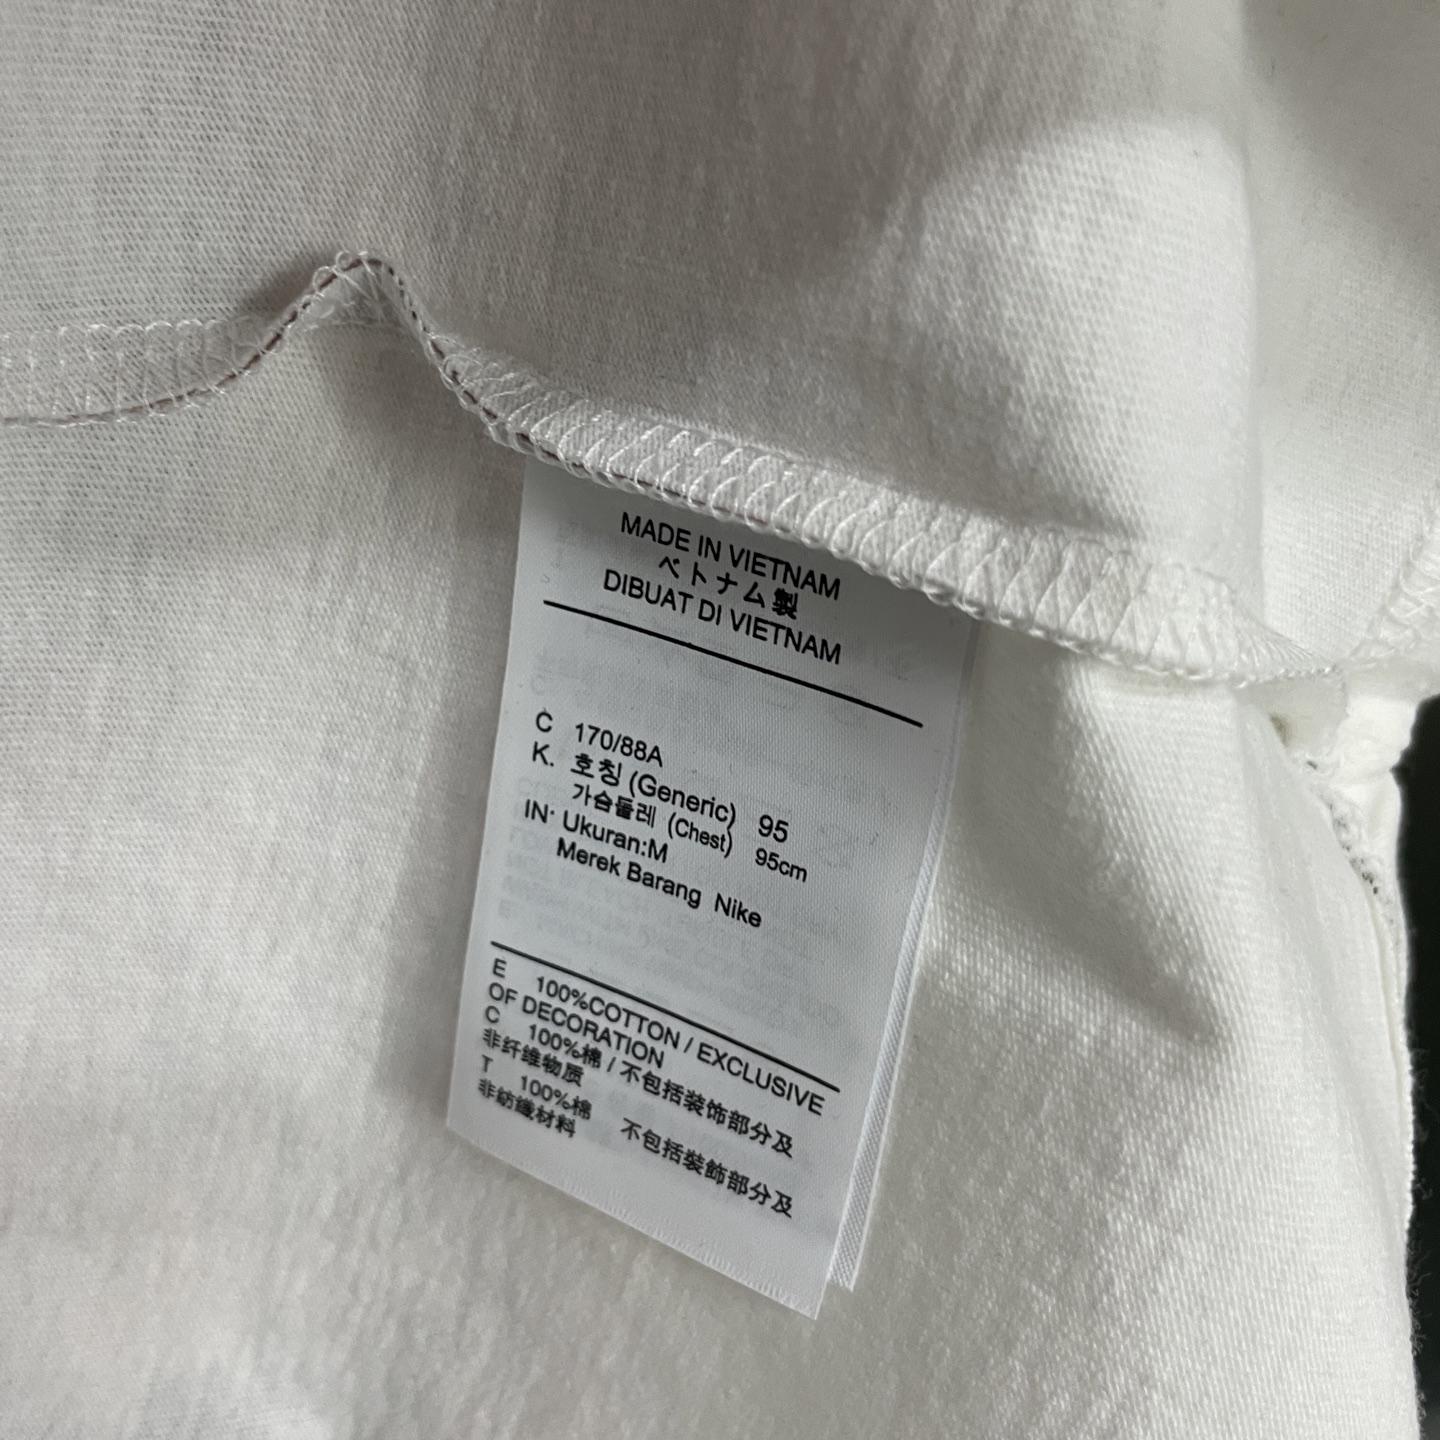 MADE IN VIETNAM
ベトナム製
DIBUAT DI VIETNAM
C 170/88A
K. 호칭 (Generic) 95
가슴둘레 (Chest) 95cm
IN· Ukuran:M
Merek Barang Nike
E 100%COTTON / EXCLUSIVE
OF DECORATION
C 100%棉 / 不包括装饰部分及
非纤维物质
T 100%棉 不包括裝飾部分及
非紡織材料